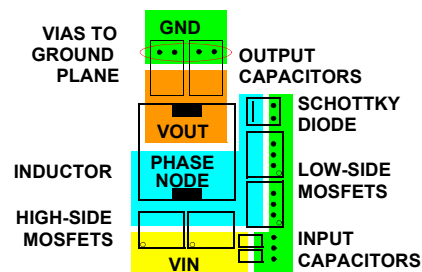 GND
VIAS TO
GROUND
PLANE
OUTPUT
CAPACITORS
SCHOTTKY
DIODE
VOUT
INDUCTOR
PHASE
NODE
LOW-SIDE
MOSFETS
HIGH-SIDE
MOSFETS
INPUT
CAPACITORS
VIN